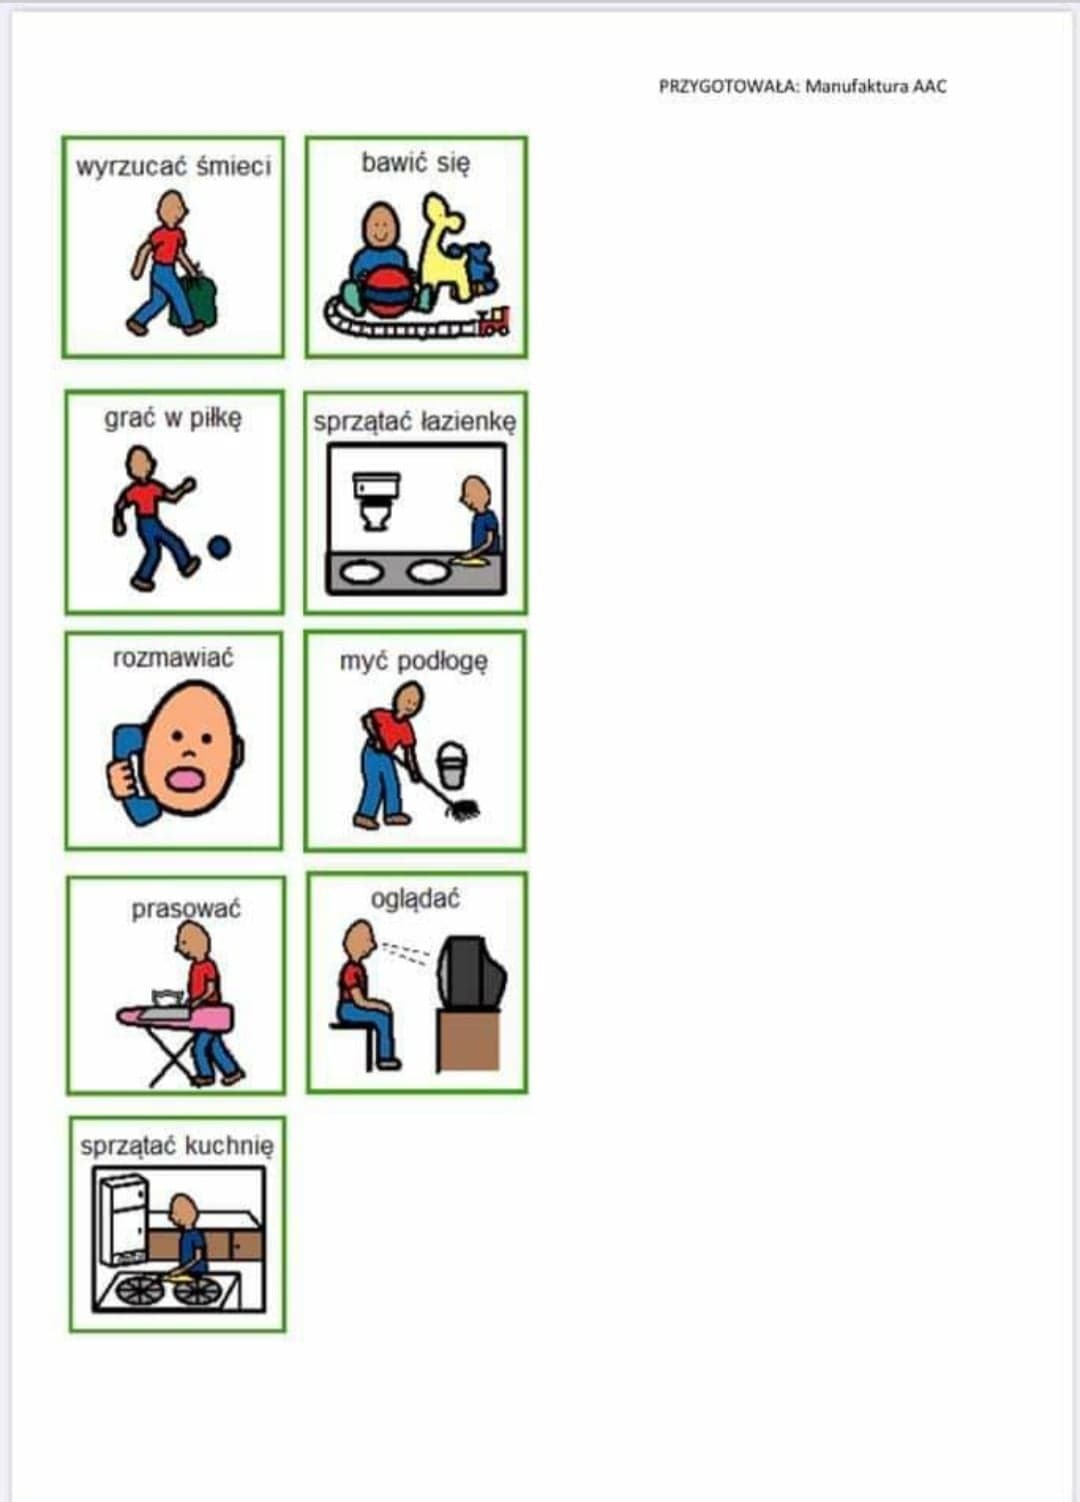 PRZYGOTOWAŁA: Manufaktura AAC
wyrzucać śmieci
bawić się
grać w piłkę
sprzątać łazienkę
rozmawiać
myć podłogę
prasować
oglądać
sprzątać kuchnię